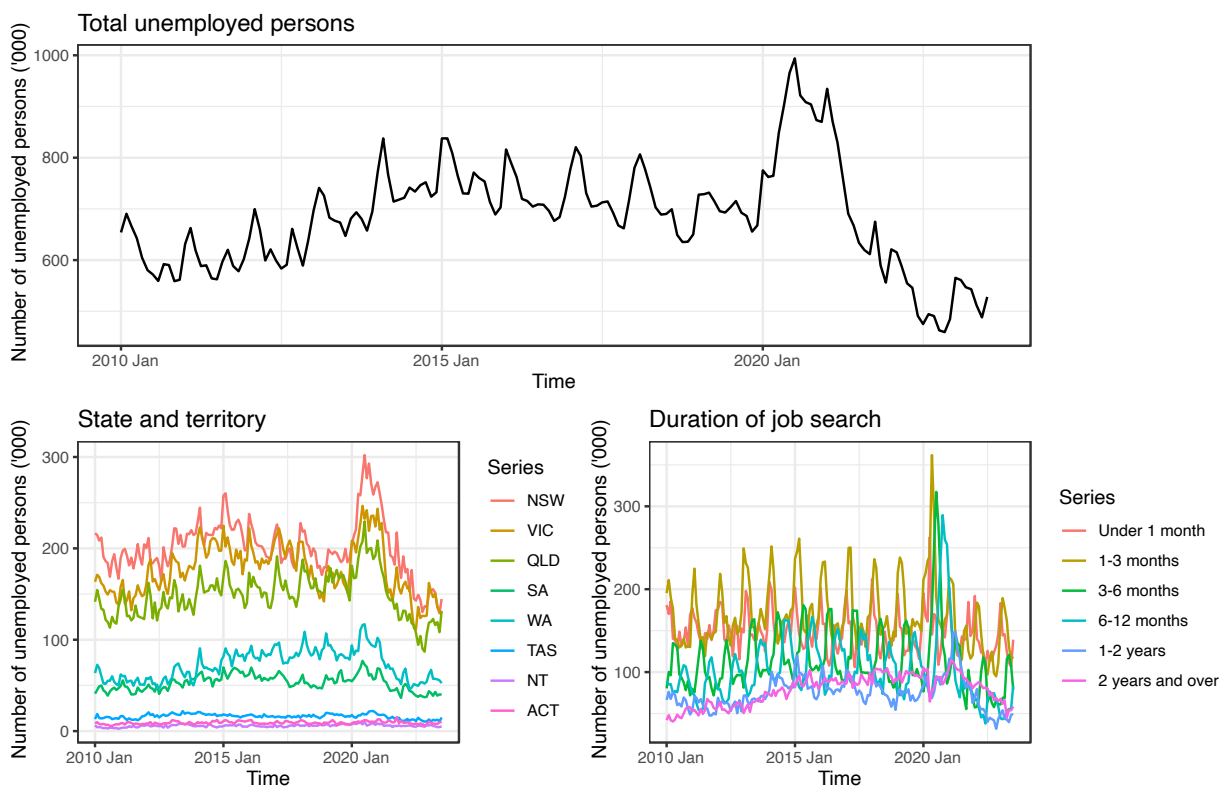 Total unemployed persons
Number of unemployed persons ('000)
1000
800
600
2010 Jan
2015 Jan
2020 Jan
Time
State and territory
Number of unemployed persons ('000)
300
200
100
0
2010 Jan
2015 Jan
2020 Jan
Time
Series
NSW
VIC
QLD
SA
WA
TAS
NT
ACT
Duration of job search
Number of unemployed persons ('000)
300
200
100
2010 Jan
2015 Jan
2020 Jan
Time
Series
Under 1 month
1-3 months
3-6 months
6-12 months
1-2 years
2 years and over